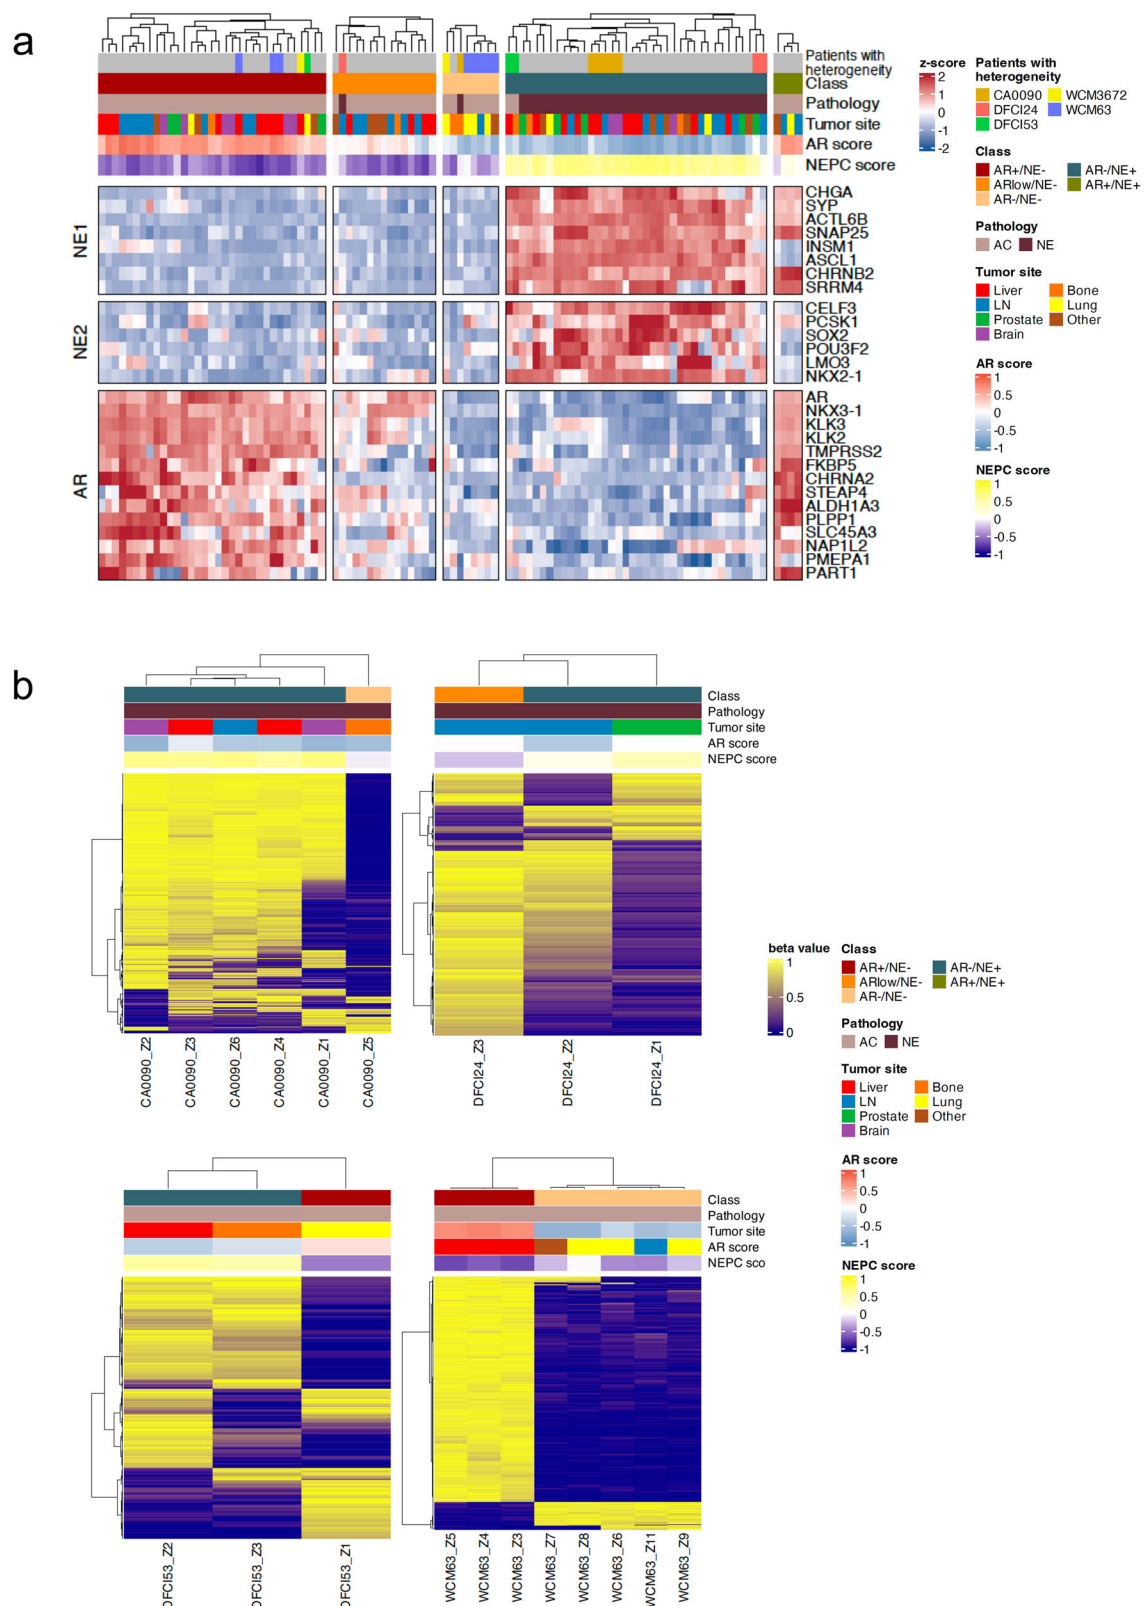 a
Patients with
heterogeneity
Class
Pathology
Tumor site
AR score
NEPC score
NE1
CHGA
SYP
ACTL6B
SNAP25
INSM1
ASCL1
CHRNB2
SRRM4
NE2
CELF3
PCSK1
SOX2
POU3F2
LMO3
NKX2-1
AR
AR
NKX3-1
KLK3
KLK2
TMPRSS2
FKBP5
CHRNA2
STEAP4
ALDH1A3
PLPP1
SLC45A3
NAP1L2
PMEPA1
PART1
z-score
2
1
0
-1
-2
Patients with
heterogeneity
CA0090 WCM3672
DFCI24 WCM63
DFCI53
Class
AR+/NE- AR-/NE+
ARlow/NE- AR+/NE+
AR-/NE-
Pathology
AC NE
Tumor site
Liver Bone
LN Lung
Prostate Other
Brain
AR score
1
0.5
0
-0.5
-1
NEPC score
1
0.5
0
-0.5
-1
b
Class
Pathology
Tumor site
AR score
NEPC score
CA0090_Z2
CA0090_Z3
CA0090_Z6
CA0090_Z4
CA0090_Z1
CA0090_Z5
DFCI24_Z3
DFCI24_Z2
DFCI24_Z1
beta value
1
0.5
0
Class
AR+/NE- AR-/NE+
ARlow/NE- AR+/NE+
AR-/NE-
Pathology
AC NE
Tumor site
Liver Bone
LN Lung
Prostate Other
Brain
AR score
1
0.5
0
-0.5
-1
NEPC score
1
0.5
0
-0.5
-1
Class
Pathology
Tumor site
AR score
NEPC sco
DFCI53_Z2
DFCI53_Z3
DFCI53_Z1
WCM63_Z5
WCM63_Z4
WCM63_Z3
WCM63_Z7
WCM63_Z8
WCM63_Z6
WCM63_Z11
WCM63_Z9